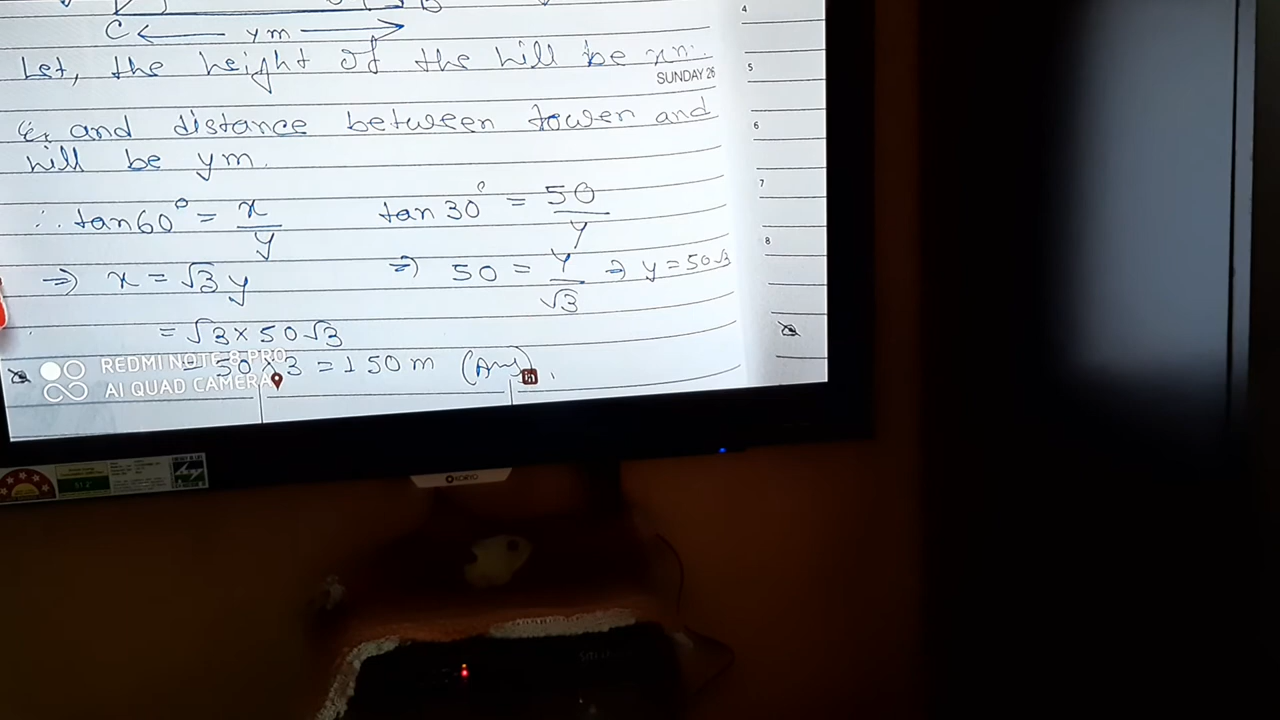 C ← y m →
Let, the height of the hill be xm.
SUNDAY 26
and distance between tower and
hill be ym.
∴ tan60° = x/y tan 30° = 50/y
⇒ x = √3 y ⇒ 50 = y/√3 ⇒ y = 50√3
= √3 × 50√3
= 50 × 3 = 150 m (Ans).
REDMI NOTE 8 PRO
AI QUAD CAMERA
4
5
6
7
8
KORYO